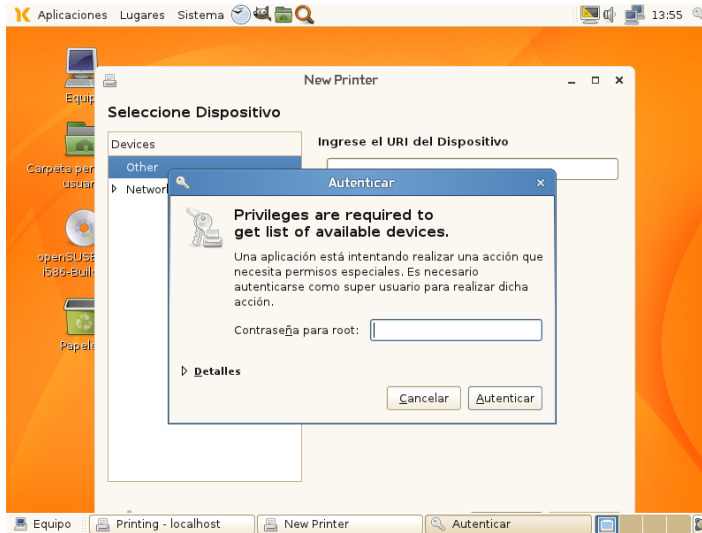 Aplicaciones Lugares Sistema 13:55
Equip
Carpeta per
usuar
openSUSE
i586-Buil
Papele
New Printer
Seleccione Dispositivo
Devices
Other
Networ
Ingrese el URI del Dispositivo
Autenticar
Privileges are required to
get list of available devices.
Una aplicación está intentando realizar una acción que
necesita permisos especiales. Es necesario
autenticarse como super usuario para realizar dicha
acción.
Contraseña para root:
Detalles
Cancelar Autenticar
Equipo Printing - localhost New Printer Autenticar